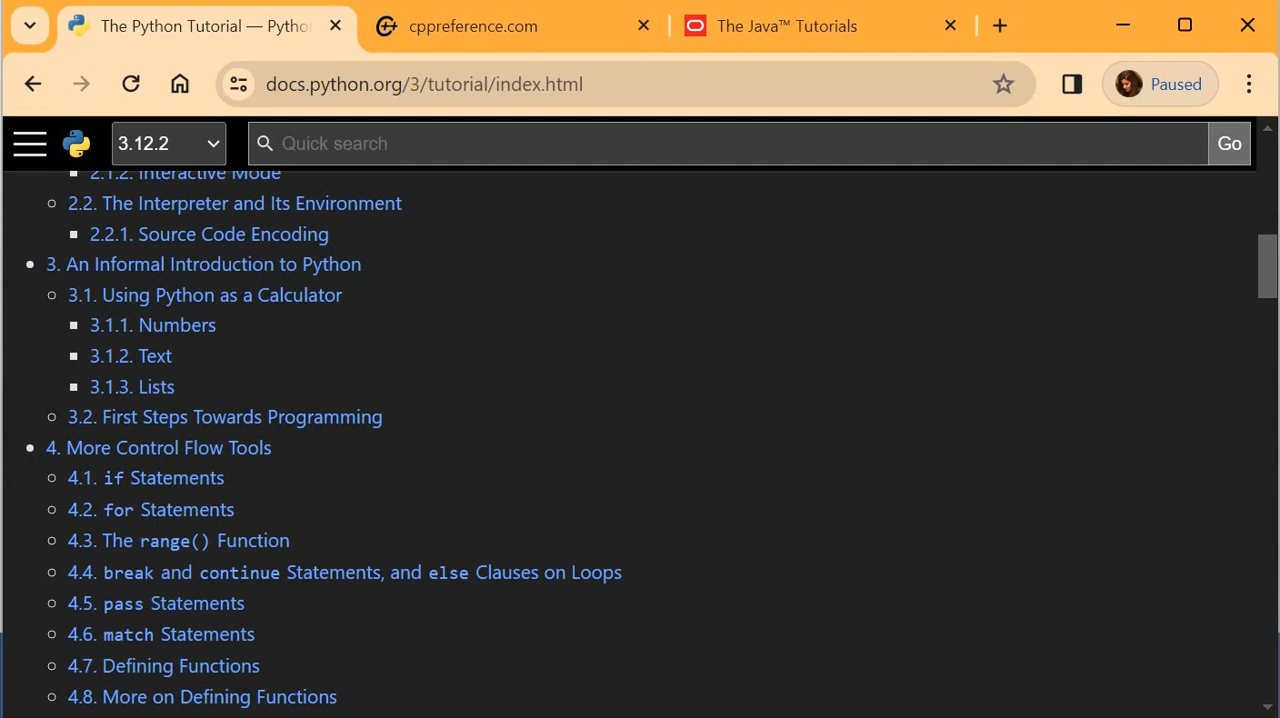 The Python Tutorial — Pytho
cppreference.com
The Java™ Tutorials
docs.python.org/3/tutorial/index.html
Paused
3.12.2
Quick search
Go
2.1.2. Interactive Mode
2.2. The Interpreter and Its Environment
2.2.1. Source Code Encoding
3. An Informal Introduction to Python
3.1. Using Python as a Calculator
3.1.1. Numbers
3.1.2. Text
3.1.3. Lists
3.2. First Steps Towards Programming
4. More Control Flow Tools
4.1. if Statements
4.2. for Statements
4.3. The range() Function
4.4. break and continue Statements, and else Clauses on Loops
4.5. pass Statements
4.6. match Statements
4.7. Defining Functions
4.8. More on Defining Functions